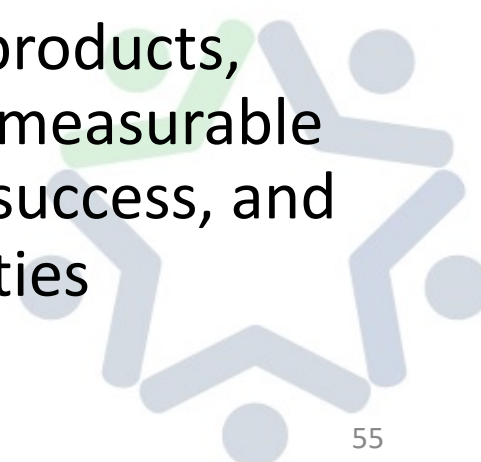 products,
measurable
success, and
ties
55